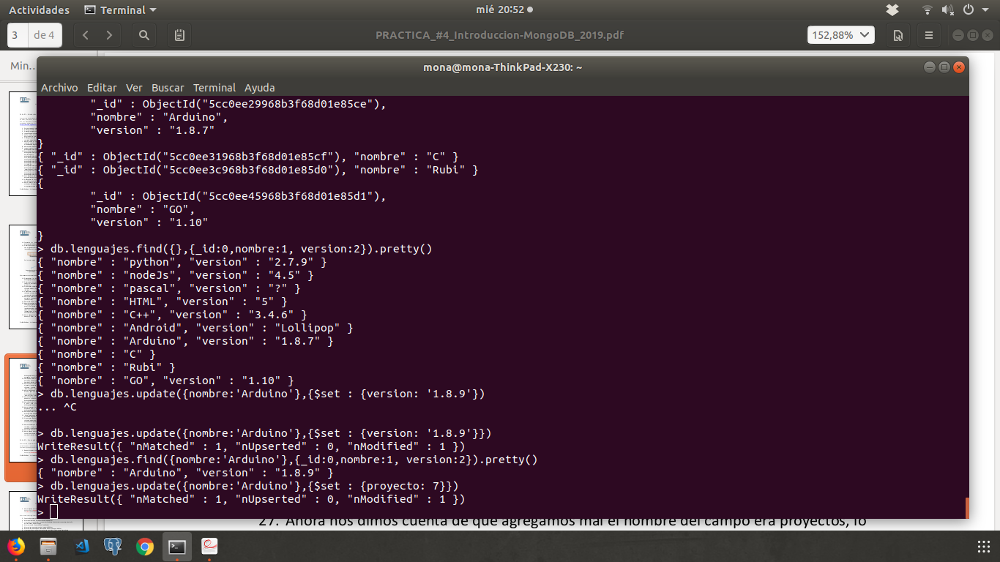 Actividades Terminal mié 20:52
3 de 4 PRACTICA_#4_Introduccion-MongoDB_2019.pdf 152,88%
Min...
mona@mona-ThinkPad-X230: ~
Archivo Editar Ver Buscar Terminal Ayuda
"_id" : ObjectId("5cc0ee29968b3f68d01e85ce"),
"nombre" : "Arduino",
"version" : "1.8.7"
}
{ "_id" : ObjectId("5cc0ee31968b3f68d01e85cf"), "nombre" : "C" }
{ "_id" : ObjectId("5cc0ee3c968b3f68d01e85d0"), "nombre" : "Rubi" }
{
"_id" : ObjectId("5cc0ee45968b3f68d01e85d1"),
"nombre" : "GO",
"version" : "1.10"
}
> db.lenguajes.find({},{_id:0,nombre:1, version:2}).pretty()
{ "nombre" : "python", "version" : "2.7.9" }
{ "nombre" : "nodeJs", "version" : "4.5" }
{ "nombre" : "pascal", "version" : "?" }
{ "nombre" : "HTML", "version" : "5" }
{ "nombre" : "C++", "version" : "3.4.6" }
{ "nombre" : "Android", "version" : "Lollipop" }
{ "nombre" : "Arduino", "version" : "1.8.7" }
{ "nombre" : "C" }
{ "nombre" : "Rubi" }
{ "nombre" : "GO", "version" : "1.10" }
> db.lenguajes.update({nombre:'Arduino'},{$set : {version: '1.8.9'})
... ^C
> db.lenguajes.update({nombre:'Arduino'},{$set : {version: '1.8.9'}})
WriteResult({ "nMatched" : 1, "nUpserted" : 0, "nModified" : 1 })
> db.lenguajes.find({nombre:'Arduino'},{_id:0,nombre:1, version:2}).pretty()
{ "nombre" : "Arduino", "version" : "1.8.9" }
> db.lenguajes.update({nombre:'Arduino'},{$set : {proyecto: 7}})
WriteResult({ "nMatched" : 1, "nUpserted" : 0, "nModified" : 1 })
>
27. Ahora nos dimos cuenta de que agregamos mal el nombre del campo era proyectos, lo